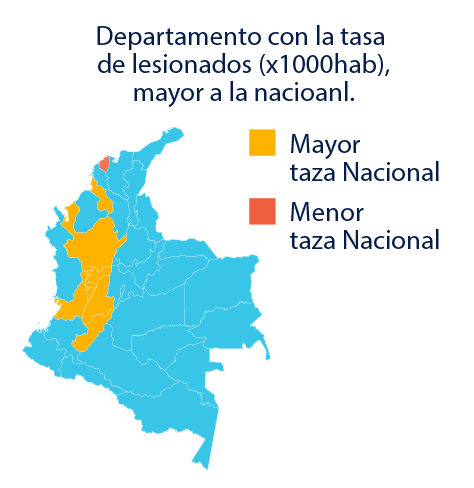 Departamento con la tasa
de lesionados (x1000hab),
mayor a la nacioanl.
Mayor
taza Nacional
Menor
taza Nacional